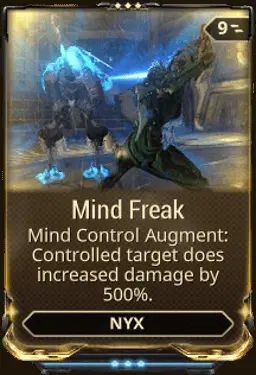 9
Mind Freak
Mind Control Augment:
Controlled target does
increased damage by
500%.
NYX